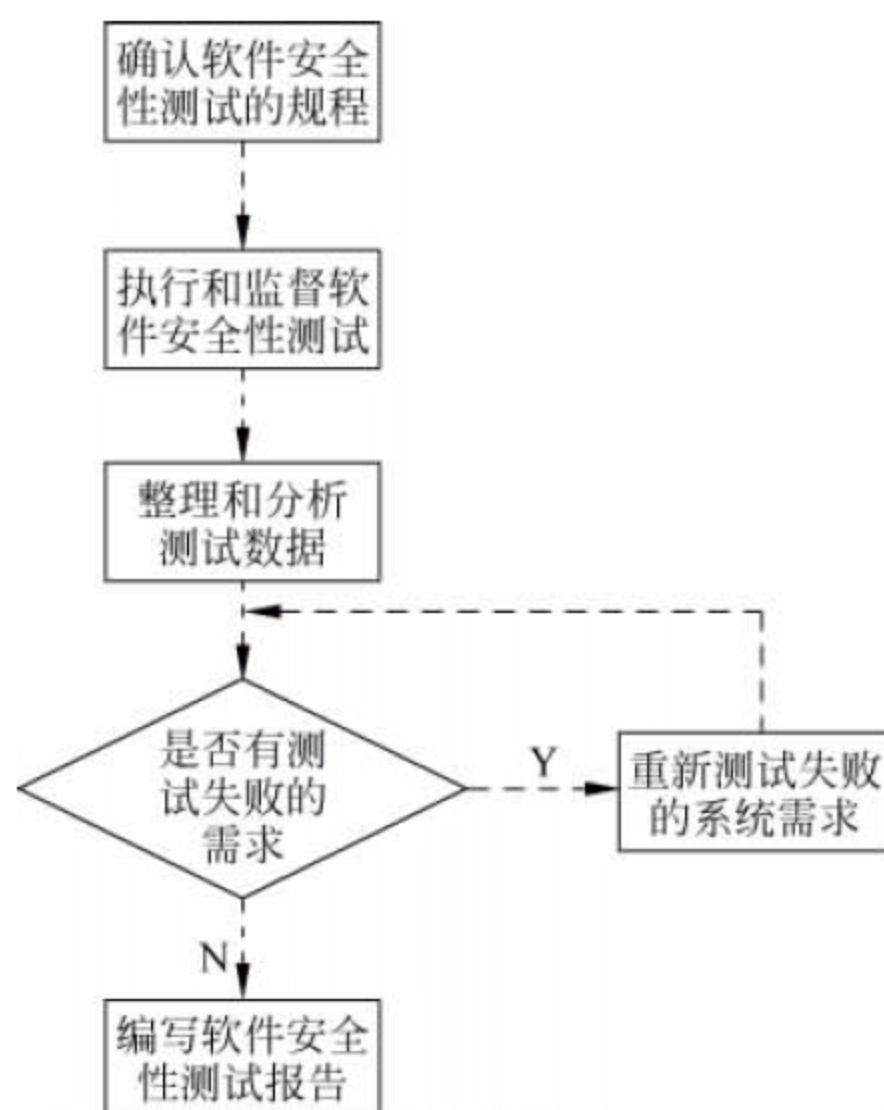 确认软件安全
性测试的规程
执行和监督软
件安全性测试
整理和分析
测试数据
是否有测
试失败的
需求
Y
重新测试失败
的系统需求
N
编写软件安全
性测试报告